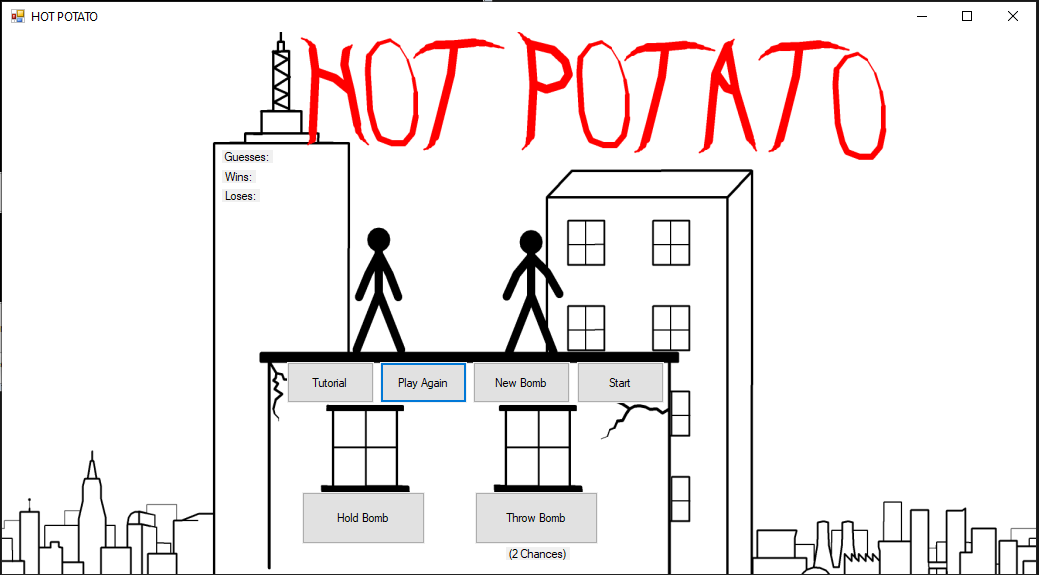 HOT POTATO
HOT POTATO
Guesses:
Wins:
Loses:
Tutorial
Play Again
New Bomb
Start
Hold Bomb
Throw Bomb
(2 Chances)